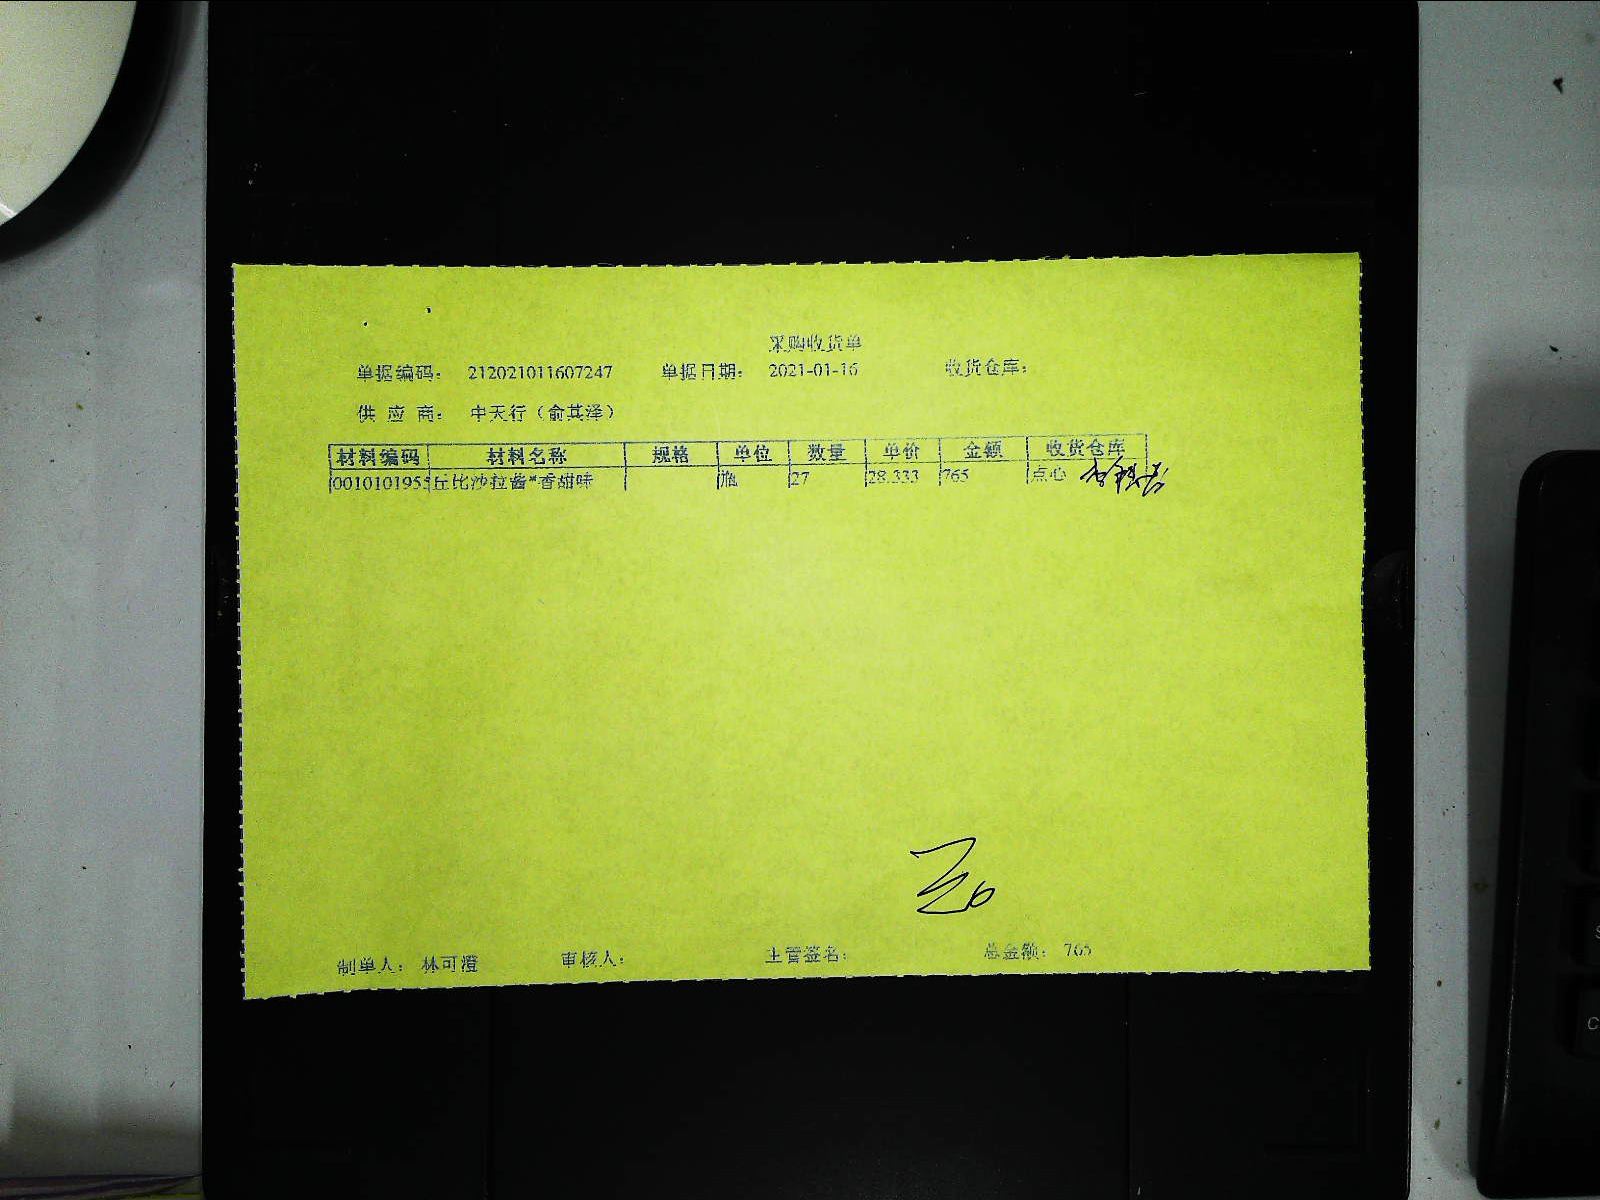 采购收货单
单据编码： 212021011607247 单据日期： 2021-01-16 收货仓库：
供 应 商： 中天行（俞其泽）
材料编码 材料名称 规格 单位 数量 单价 金额 收货仓库
0010101955 丘比沙拉酱*香甜味 瓶 27 28.333 765 点心
制单人： 林可澄 审核人： 主管签名： 总金额： 765